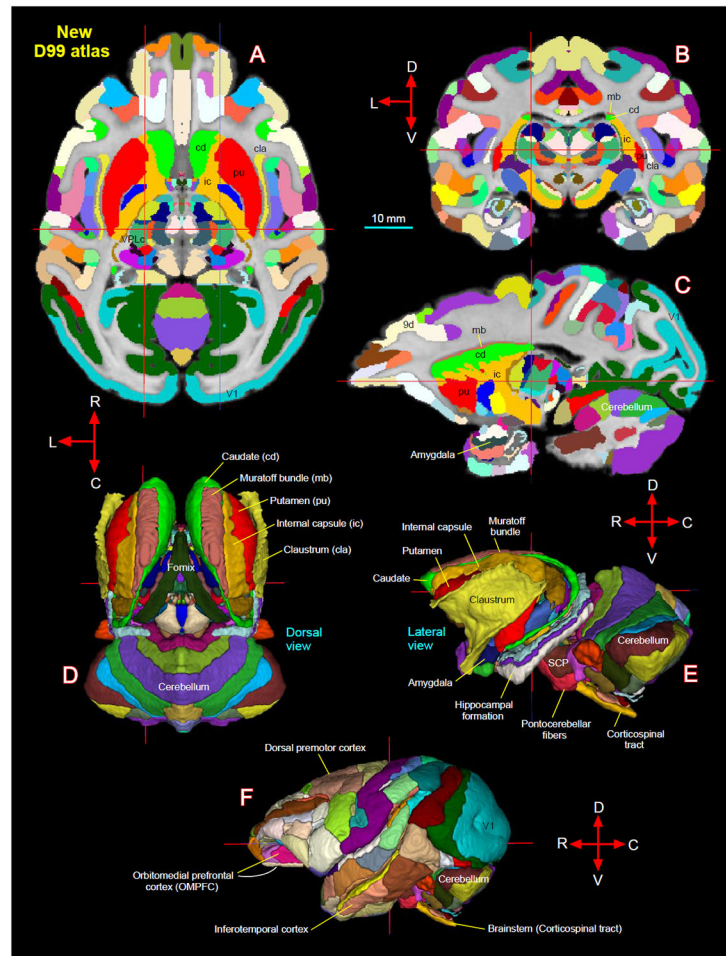 New
D99 atlas
A
cd
cla
pu
ic
VPLc
V1
R
L
C
B
D
L
V
mb
cd
ic
pu
cla
10 mm
C
9d
mb
cd
ic
pu
V1
Cerebellum
Amygdala
D
R
C
V
Caudate (cd)
Muratoff bundle (mb)
Putamen (pu)
Internal capsule (ic)
Claustrum (cla)
Fornix
Dorsal
view
D
Cerebellum
Muratoff
bundle
Internal capsule
Putamen
Caudate
Claustrum
Lateral
view
Cerebellum
SCP
E
Amygdala
Hippocampal
formation
Pontocerebellar
fibers
Corticospinal
tract
Dorsal premotor cortex
F
V1
D
R
C
V
Orbitomedial prefrontal
cortex (OMPFC)
Cerebellum
Inferotemporal cortex
Brainstem (Corticospinal tract)